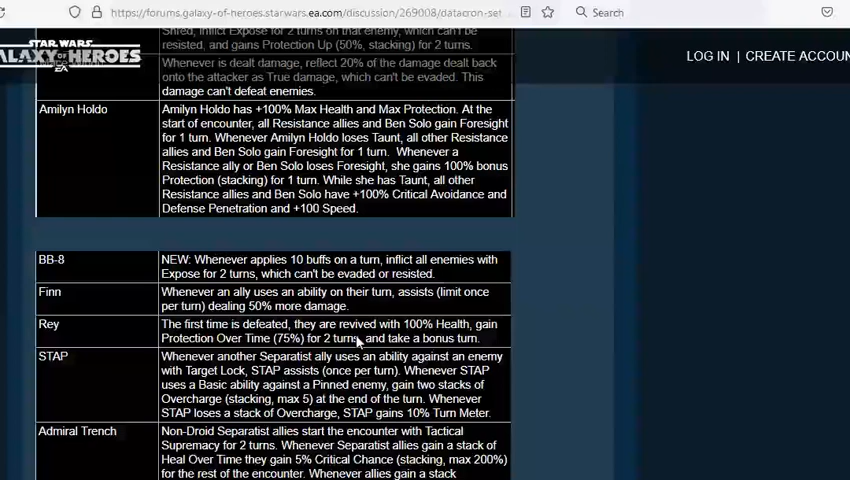 https://forums.galaxy-of-heroes.starwars.ea.com/discussion/269008/datacron-set-
Search
STAR WARS
GALAXY OF HEROES
EA
LOG IN | CREATE ACCOUN
Shred, inflict Expose for 2 turns on that enemy, which can't be
resisted, and gains Protection Up (50%, stacking) for 2 turns.
Whenever is dealt damage, reflect 20% of the damage dealt back
onto the attacker as True damage, which can't be evaded. This
damage can't defeat enemies.
Amilyn Holdo
Amilyn Holdo has +100% Max Health and Max Protection. At the
start of encounter, all Resistance allies and Ben Solo gain Foresight
for 1 turn. Whenever Amilyn Holdo loses Taunt, all other Resistance
allies and Ben Solo gain Foresight for 1 turn. Whenever a
Resistance ally or Ben Solo loses Foresight, she gains 100% bonus
Protection (stacking) for 1 turn. While she has Taunt, all other
Resistance allies and Ben Solo have +100% Critical Avoidance and
Defense Penetration and +100 Speed.
BB-8
NEW: Whenever applies 10 buffs on a turn, inflict all enemies with
Expose for 2 turns, which can't be evaded or resisted.
Finn
Whenever an ally uses an ability on their turn, assists (limit once
per turn) dealing 50% more damage.
Rey
The first time is defeated, they are revived with 100% Health, gain
Protection Over Time (75%) for 2 turns, and take a bonus turn.
STAP
Whenever another Separatist ally uses an ability against an enemy
with Target Lock, STAP assists (once per turn). Whenever STAP
uses a Basic ability against a Pinned enemy, gain two stacks of
Overcharge (stacking, max 5) at the end of the turn. Whenever
STAP loses a stack of Overcharge, STAP gains 10% Turn Meter.
Admiral Trench
Non-Droid Separatist allies start the encounter with Tactical
Supremacy for 2 turns. Whenever Separatist allies gain a stack of
Heal Over Time they gain 5% Critical Chance (stacking, max 200%)
for the rest of the encounter. Whenever allies gain a stack